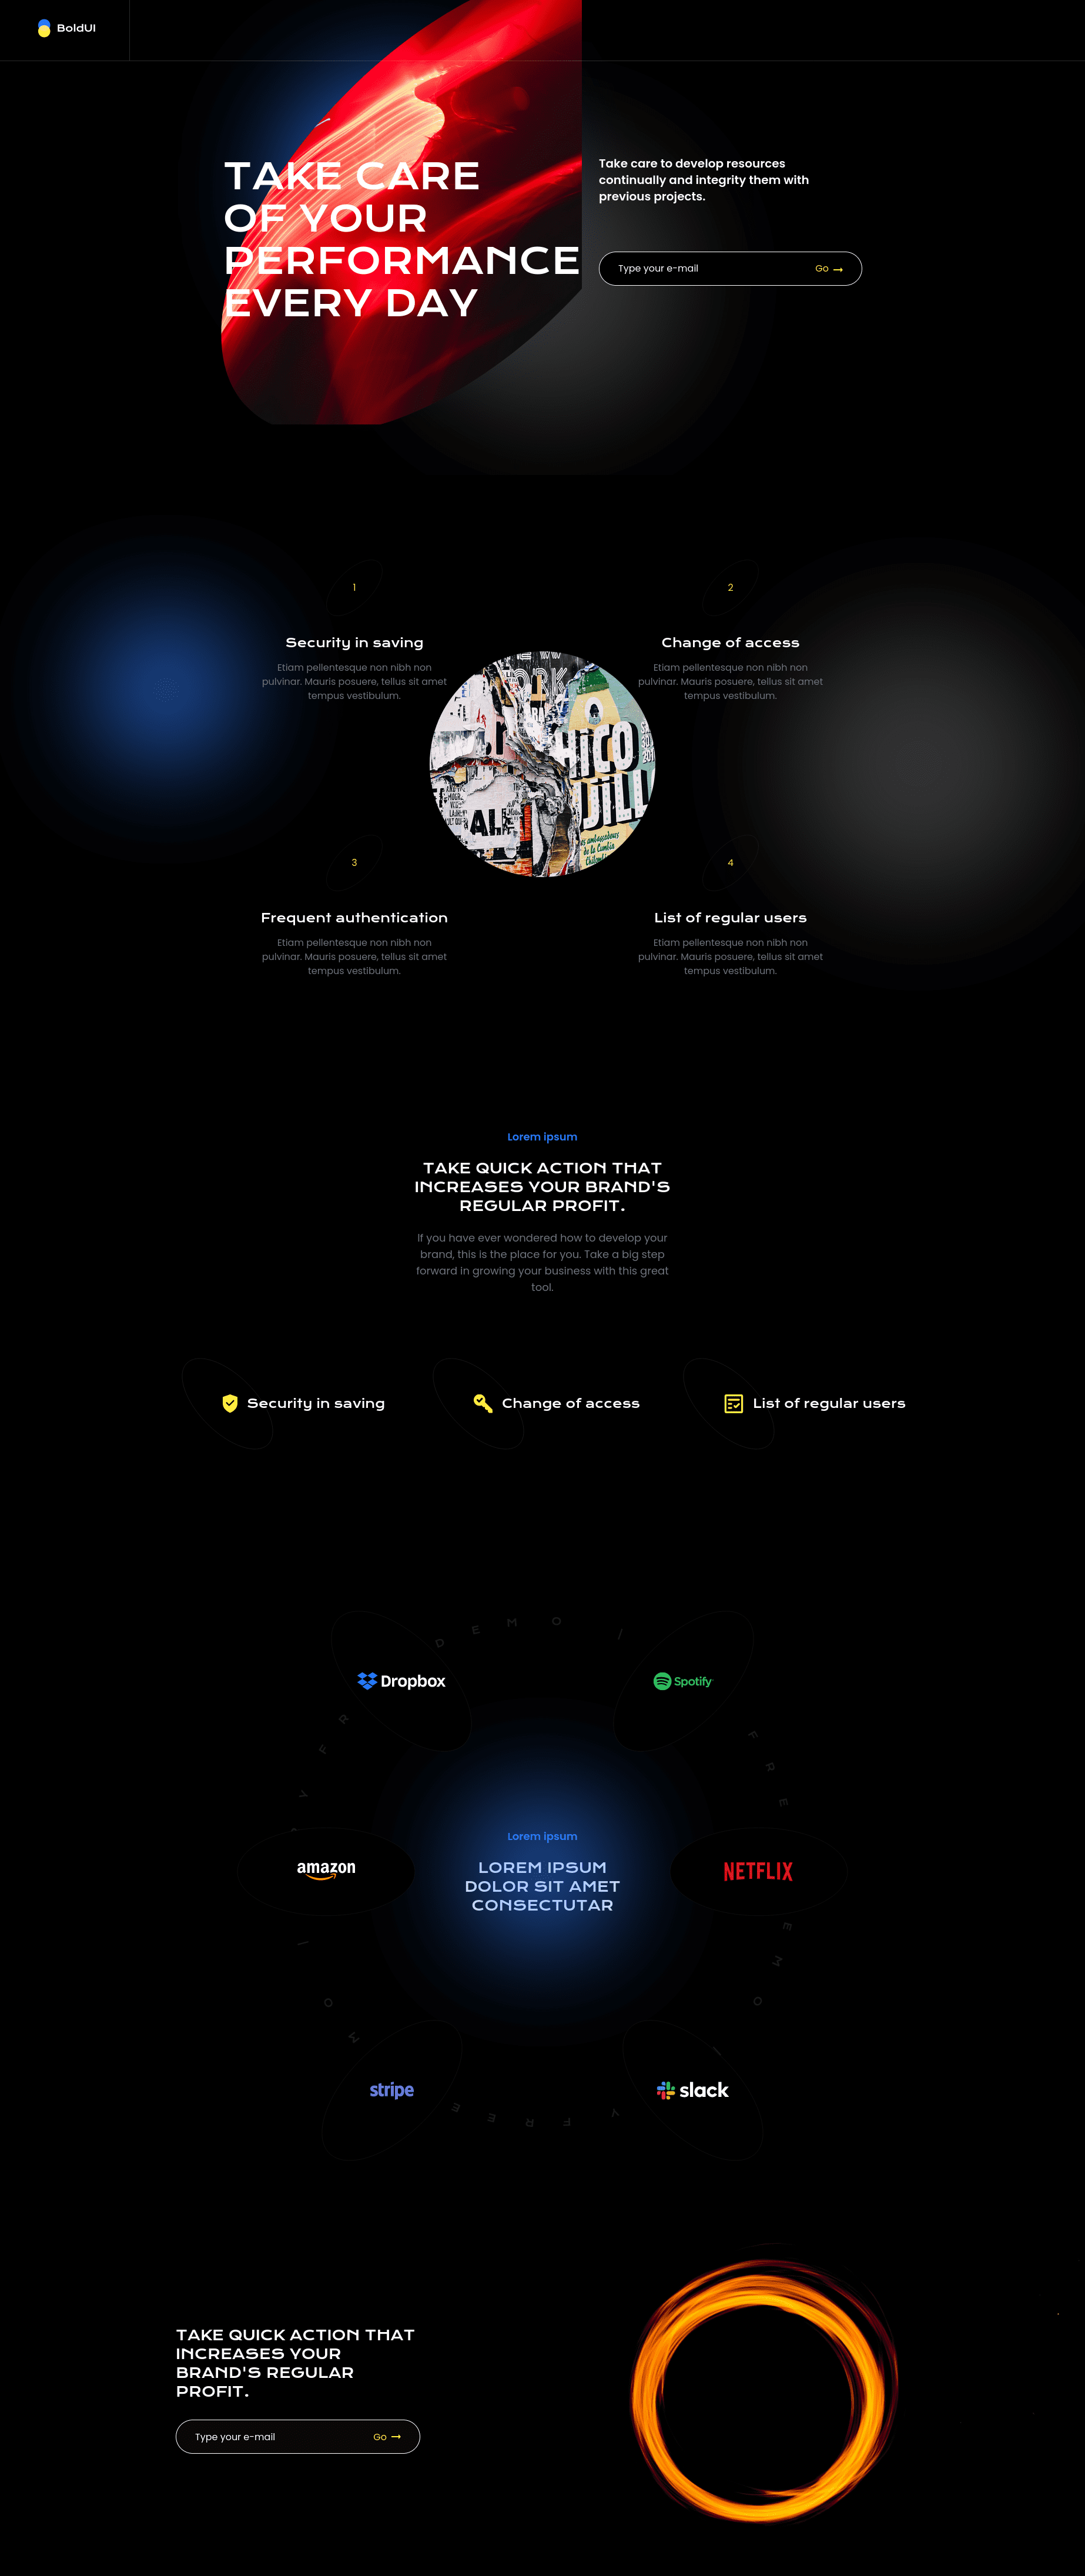 BoldUI
TAKE CARE
OF YOUR
PERFORMANCE
EVERY DAY
Take care to develop resources
continually and integrity them with
previous projects.
Type your e-mail
Go
1
Security in saving
Etiam pellentesque non nibh non
pulvinar. Mauris posuere, tellus sit amet
tempus vestibulum.
2
Change of access
Etiam pellentesque non nibh non
pulvinar. Mauris posuere, tellus sit amet
tempus vestibulum.
3
Frequent authentication
Etiam pellentesque non nibh non
pulvinar. Mauris posuere, tellus sit amet
tempus vestibulum.
4
List of regular users
Etiam pellentesque non nibh non
pulvinar. Mauris posuere, tellus sit amet
tempus vestibulum.
Lorem ipsum
TAKE QUICK ACTION THAT
INCREASES YOUR BRAND'S
REGULAR PROFIT.
If you have ever wondered how to develop your
brand, this is the place for you. Take a big step
forward in growing your business with this great
tool.
Security in saving
Change of access
List of regular users
DEMO /
Dropbox
Spotify
FREE
amazon
NETFLIX
Lorem ipsum
LOREM IPSUM
DOLOR SIT AMET
CONSECTUTAR
stripe
slack
TAKE QUICK ACTION THAT
INCREASES YOUR
BRAND'S REGULAR
PROFIT.
Type your e-mail
Go